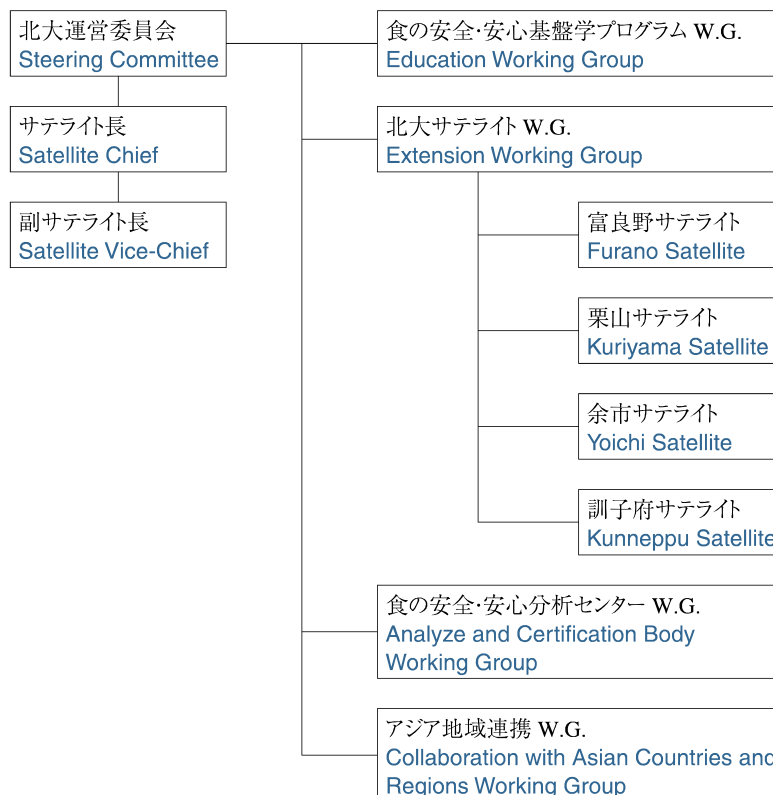 北大運営委員会
Steering Committee
サテライト長
Satellite Chief
副サテライト長
Satellite Vice-Chief
食の安全・安心基盤学プログラム W.G.
Education Working Group
北大サテライト W.G.
Extension Working Group
富良野サテライト
Furano Satellite
栗山サテライト
Kuriyama Satellite
余市サテライト
Yoichi Satellite
訓子府サテライト
Kunneppu Satellite
食の安全・安心分析センター W.G.
Analyze and Certification Body
Working Group
アジア地域連携 W.G.
Collaboration with Asian Countries and
Regions Working Group